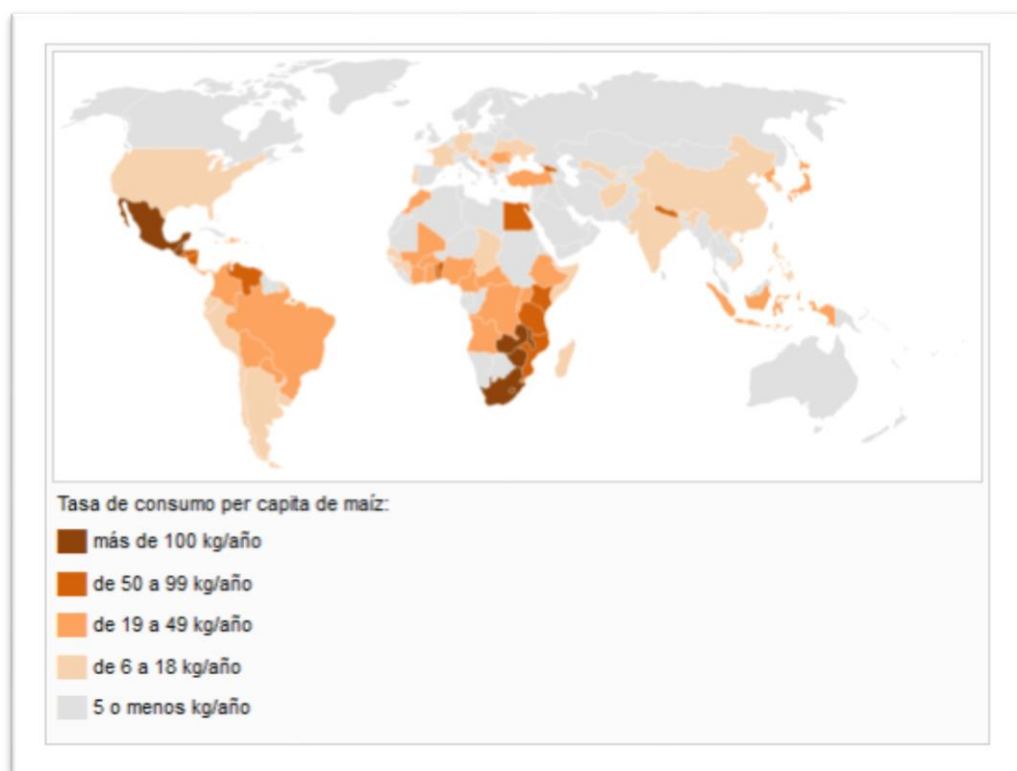 Tasa de consumo per capita de maíz:
más de 100 kg/año
de 50 a 99 kg/año
de 19 a 49 kg/año
de 6 a 18 kg/año
5 o menos kg/año